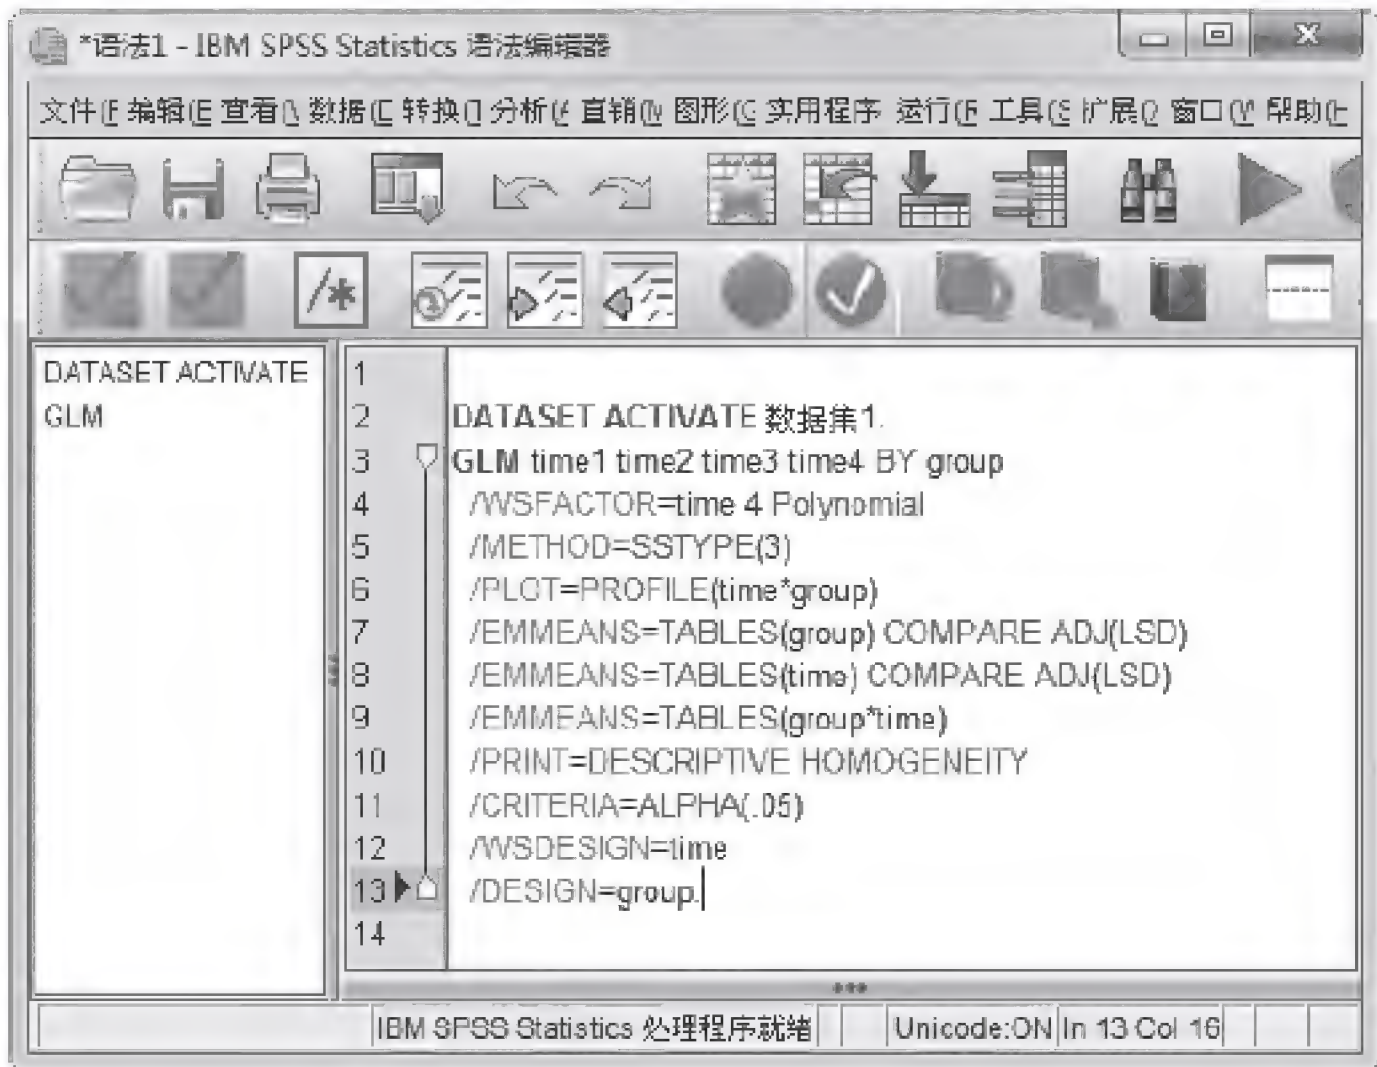 *语法1 - IBM SPSS Statistics 语法编辑器
文件(F 编辑(E 查看(V 数据(D 转换(T 分析(A 直销(M 图形(G 实用程序 运行(R 工具(S 扩展(X 窗口(W 帮助(H
/*
DATASET ACTIVATE
GLM
1
2 DATASET ACTIVATE 数据集1.
3 GLM time1 time2 time3 time4 BY group
4 /WSFACTOR=time 4 Polynomial
5 /METHOD=SSTYPE(3)
6 /PLOT=PROFILE(time*group)
7 /EMMEANS=TABLES(group) COMPARE ADJ(LSD)
8 /EMMEANS=TABLES(time) COMPARE ADJ(LSD)
9 /EMMEANS=TABLES(group*time)
10 /PRINT=DESCRIPTIVE HOMOGENEITY
11 /CRITERIA=ALPHA(.05)
12 /WSDESIGN=time
13 /DESIGN=group.
14
IBM SPSS Statistics 处理程序就绪 Unicode:ON In 13 Col 16